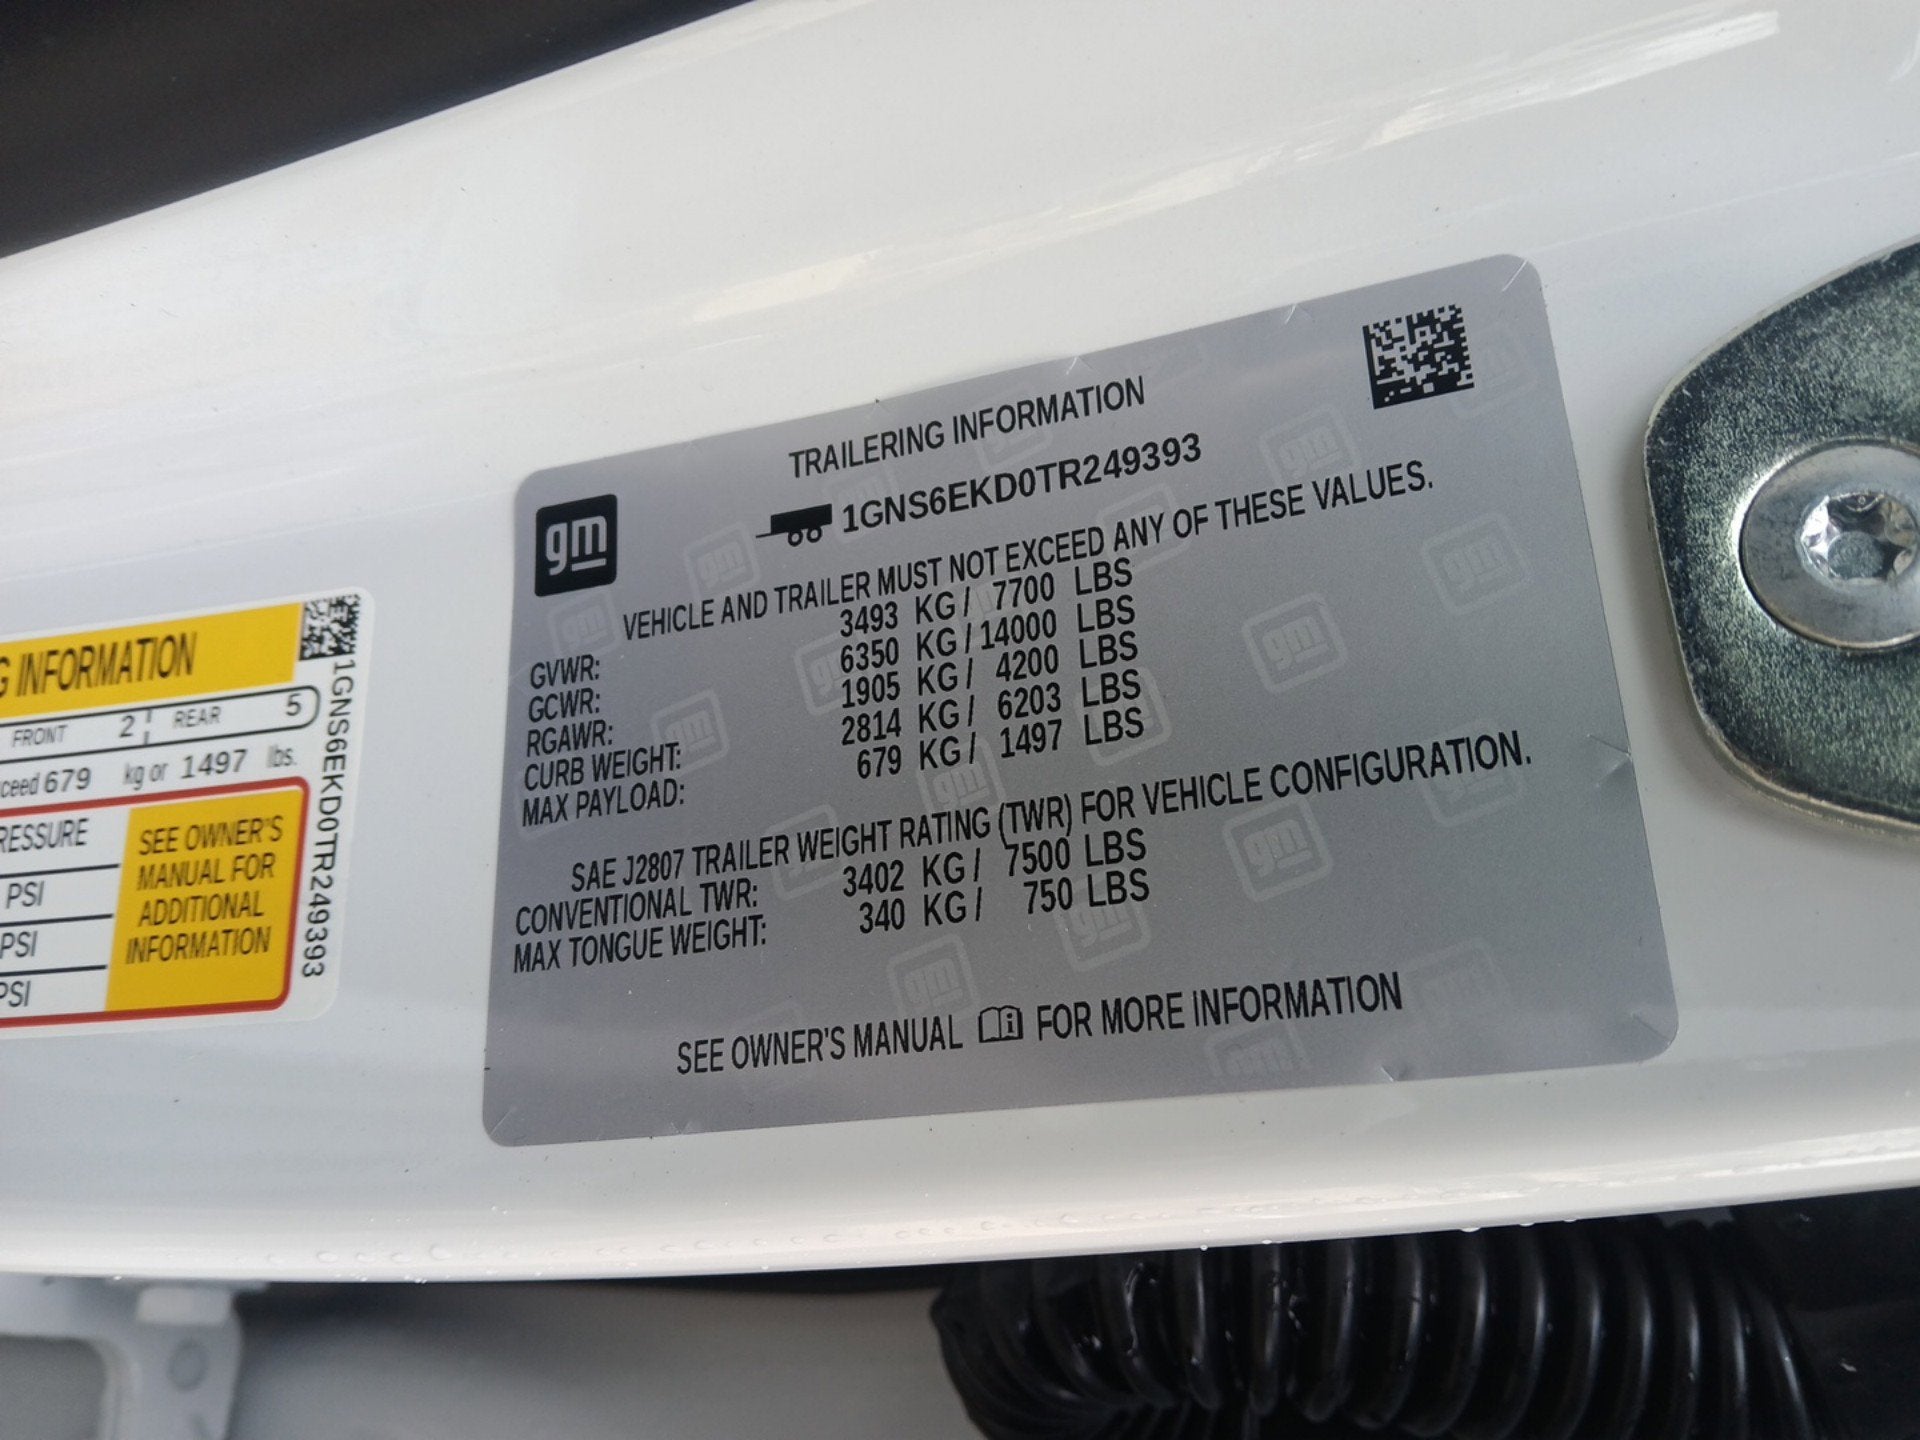 TRAILERING INFORMATION
1GNS6EKD0TR249393
gm
VEHICLE AND TRAILER MUST NOT EXCEED ANY OF THESE VALUES.
GVWR: 3493 KG / 7700 LBS
GCWR: 6350 KG / 14000 LBS
RGAWR: 1905 KG / 4200 LBS
CURB WEIGHT: 2814 KG / 6203 LBS
MAX PAYLOAD: 679 KG / 1497 LBS
SAE J2807 TRAILER WEIGHT RATING (TWR) FOR VEHICLE CONFIGURATION.
CONVENTIONAL TWR: 3402 KG / 7500 LBS
MAX TONGUE WEIGHT: 340 KG / 750 LBS
SEE OWNER'S MANUAL FOR MORE INFORMATION
G INFORMATION
FRONT 2 REAR 5
ceed 679 kg or 1497 lbs.
RESSURE
PSI
PSI
PSI
SEE OWNER'S
MANUAL FOR
ADDITIONAL
INFORMATION
1GNS6EKD0TR249393